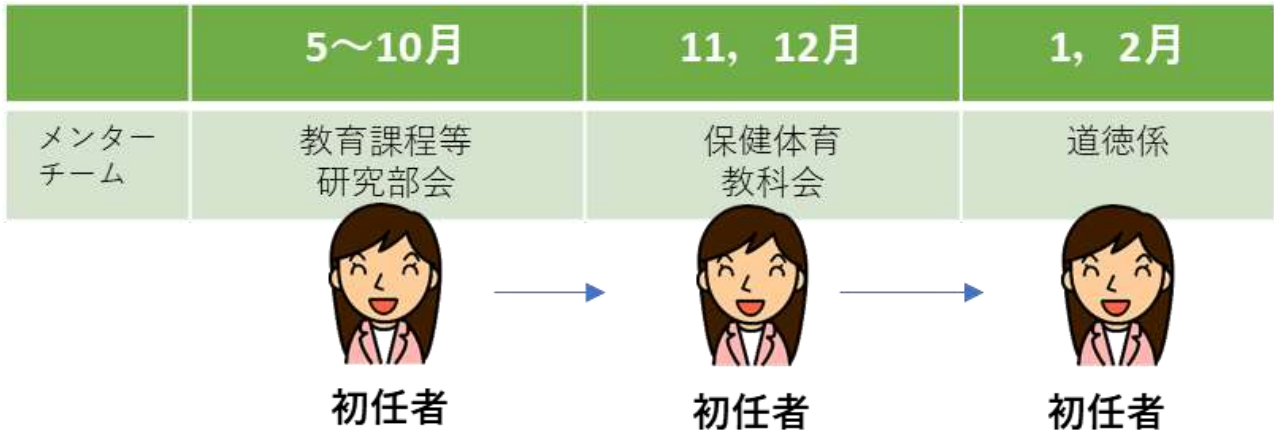 5～10月
11，12月
1，2月
メンター
チーム
教育課程等
研究部会
保健体育
教科会
道徳係
初任者
初任者
初任者